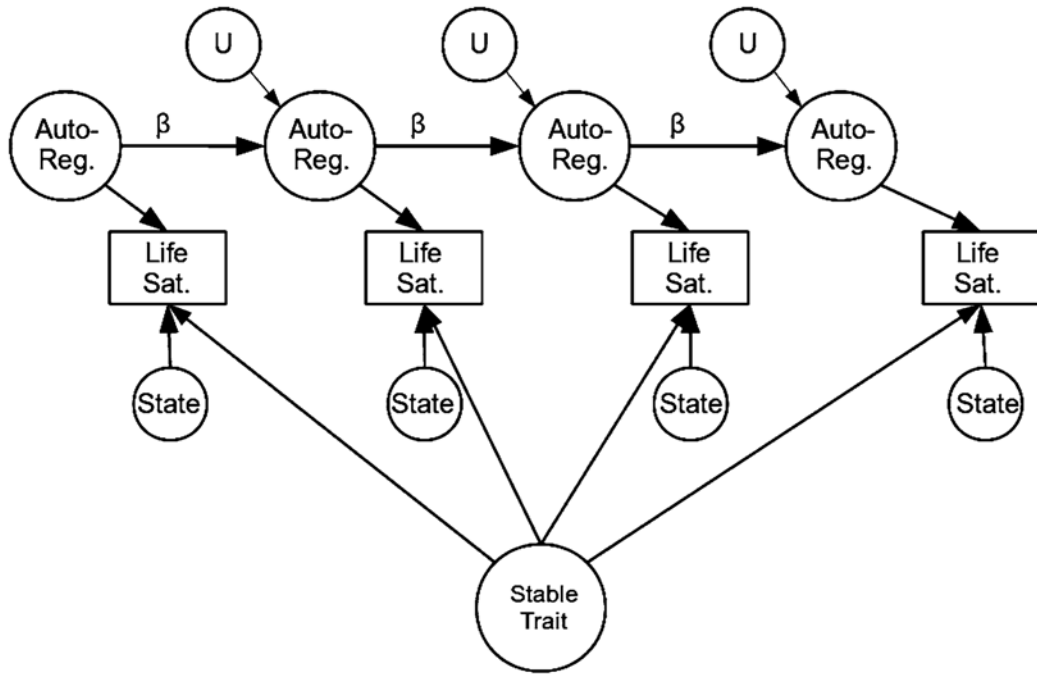 U
U
U
Auto-
Reg.
β
Auto-
Reg.
β
Auto-
Reg.
β
Auto-
Reg.
Life
Sat.
Life
Sat.
Life
Sat.
Life
Sat.
State
State
State
State
Stable
Trait